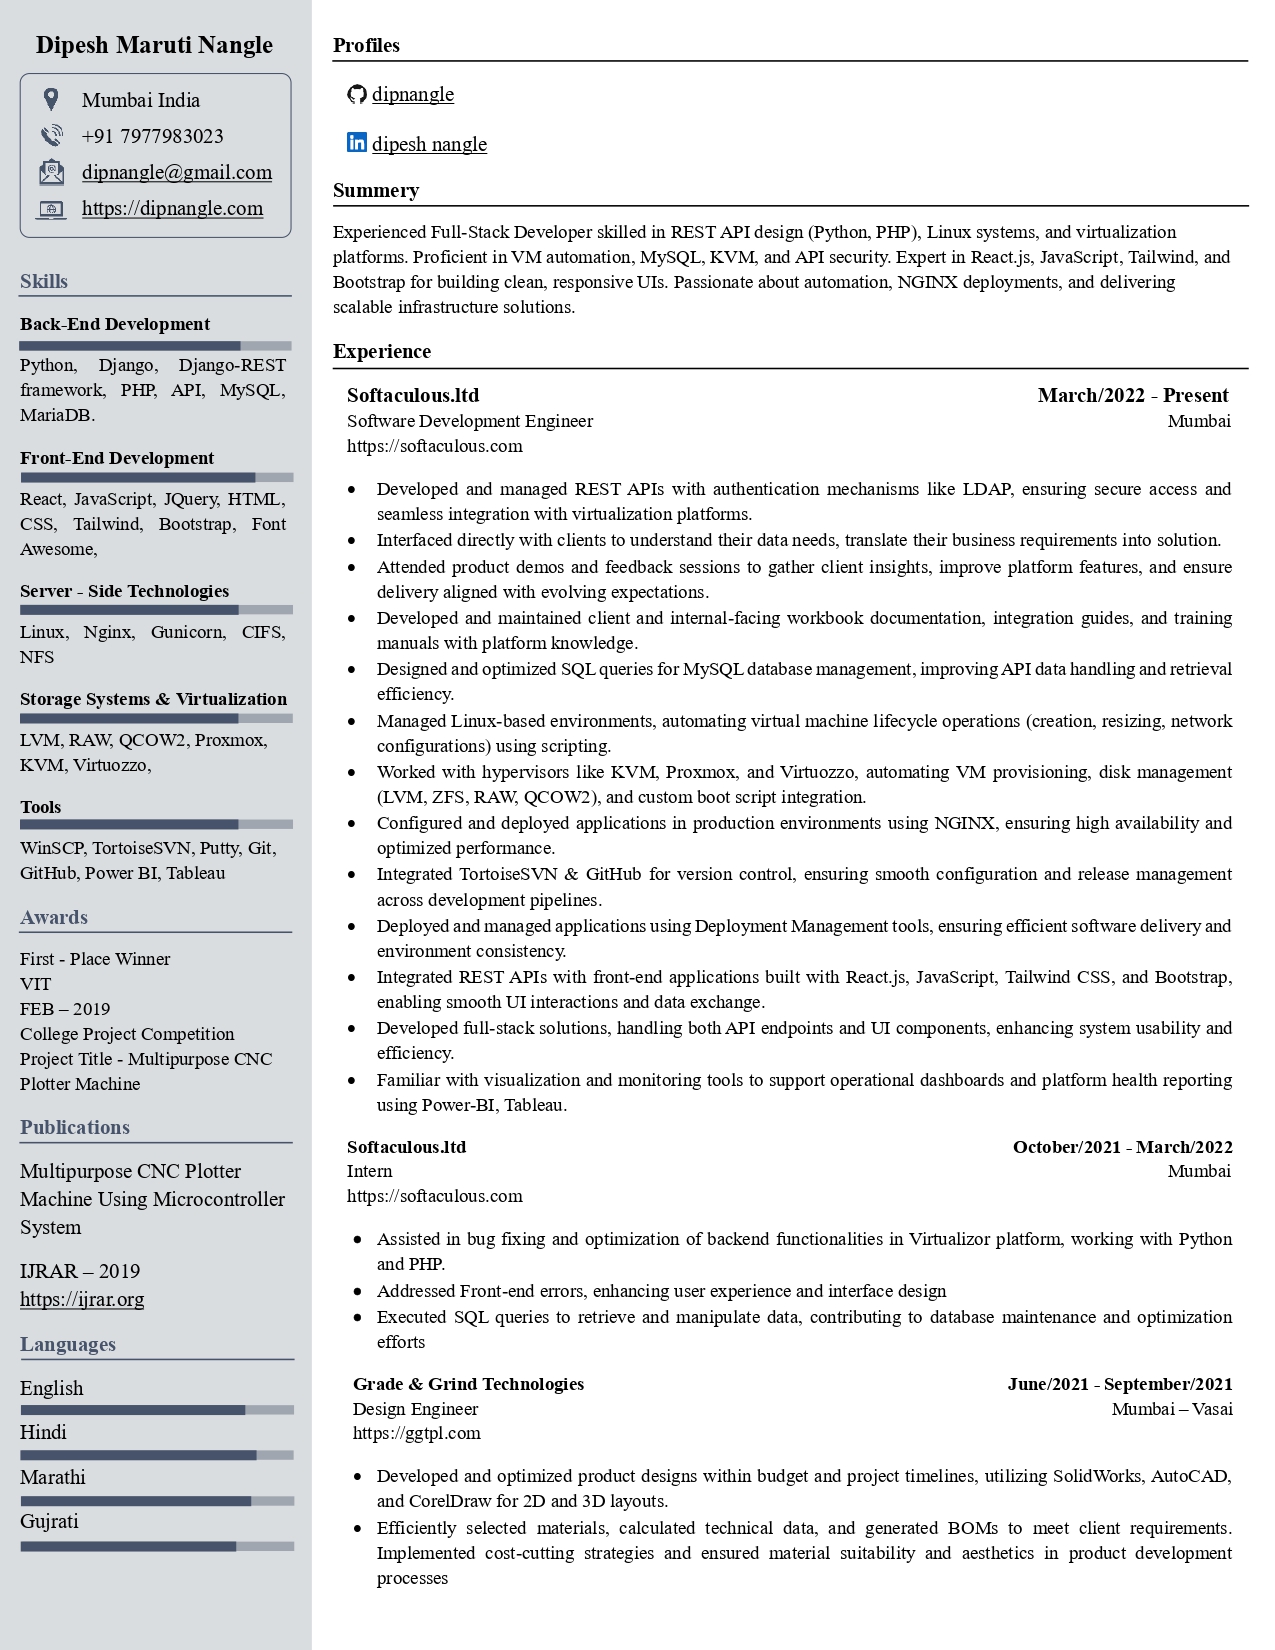 Dipesh Maruti Nangle
Mumbai India
+91 7977983023
dipnangle@gmail.com
https://dipnangle.com
Skills
Back-End Development
Python, Django, Django-REST
framework, PHP, API, MySQL,
MariaDB.
Front-End Development
React, JavaScript, JQuery, HTML,
CSS, Tailwind, Bootstrap, Font
Awesome,
Server - Side Technologies
Linux, Nginx, Gunicorn, CIFS,
NFS
Storage Systems & Virtualization
LVM, RAW, QCOW2, Proxmox,
KVM, Virtuozzo,
Tools
WinSCP, TortoiseSVN, Putty, Git,
GitHub, Power BI, Tableau
Awards
First - Place Winner
VIT
FEB – 2019
College Project Competition
Project Title - Multipurpose CNC
Plotter Machine
Publications
Multipurpose CNC Plotter
Machine Using Microcontroller
System
IJRAR – 2019
https://ijrar.org
Languages
English
Hindi
Marathi
Gujrati
Profiles
dipnangle
in dipesh nangle
Summery
Experienced Full-Stack Developer skilled in REST API design (Python, PHP), Linux systems, and virtualization
platforms. Proficient in VM automation, MySQL, KVM, and API security. Expert in React.js, JavaScript, Tailwind, and
Bootstrap for building clean, responsive UIs. Passionate about automation, NGINX deployments, and delivering
scalable infrastructure solutions.
Experience
Softaculous.ltd March/2022 - Present
Software Development Engineer Mumbai
https://softaculous.com
• Developed and managed REST APIs with authentication mechanisms like LDAP, ensuring secure access and
seamless integration with virtualization platforms.
• Interfaced directly with clients to understand their data needs, translate their business requirements into solution.
• Attended product demos and feedback sessions to gather client insights, improve platform features, and ensure
delivery aligned with evolving expectations.
• Developed and maintained client and internal-facing workbook documentation, integration guides, and training
manuals with platform knowledge.
• Designed and optimized SQL queries for MySQL database management, improving API data handling and retrieval
efficiency.
• Managed Linux-based environments, automating virtual machine lifecycle operations (creation, resizing, network
configurations) using scripting.
• Worked with hypervisors like KVM, Proxmox, and Virtuozzo, automating VM provisioning, disk management
(LVM, ZFS, RAW, QCOW2), and custom boot script integration.
• Configured and deployed applications in production environments using NGINX, ensuring high availability and
optimized performance.
• Integrated TortoiseSVN & GitHub for version control, ensuring smooth configuration and release management
across development pipelines.
• Deployed and managed applications using Deployment Management tools, ensuring efficient software delivery and
environment consistency.
• Integrated REST APIs with front-end applications built with React.js, JavaScript, Tailwind CSS, and Bootstrap,
enabling smooth UI interactions and data exchange.
• Developed full-stack solutions, handling both API endpoints and UI components, enhancing system usability and
efficiency.
• Familiar with visualization and monitoring tools to support operational dashboards and platform health reporting
using Power-BI, Tableau.
Softaculous.ltd October/2021 - March/2022
Intern Mumbai
https://softaculous.com
• Assisted in bug fixing and optimization of backend functionalities in Virtualizor platform, working with Python
and PHP.
• Addressed Front-end errors, enhancing user experience and interface design
• Executed SQL queries to retrieve and manipulate data, contributing to database maintenance and optimization
efforts
Grade & Grind Technologies June/2021 - September/2021
Design Engineer Mumbai – Vasai
https://ggtpl.com
• Developed and optimized product designs within budget and project timelines, utilizing SolidWorks, AutoCAD,
and CorelDraw for 2D and 3D layouts.
• Efficiently selected materials, calculated technical data, and generated BOMs to meet client requirements.
Implemented cost-cutting strategies and ensured material suitability and aesthetics in product development
processes